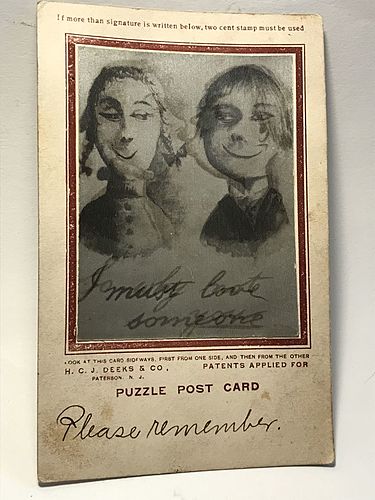 If more than signature is written below, two cent stamp must be used
I must
someone
LOOK AT THIS CARD SIDEWAYS, FIRST FROM ONE SIDE, AND THEN FROM THE OTHER
H. C. J. DEEKS & CO., PATENTS APPLIED FOR
PATERSON, N. J.
PUZZLE POST CARD
Please remember.